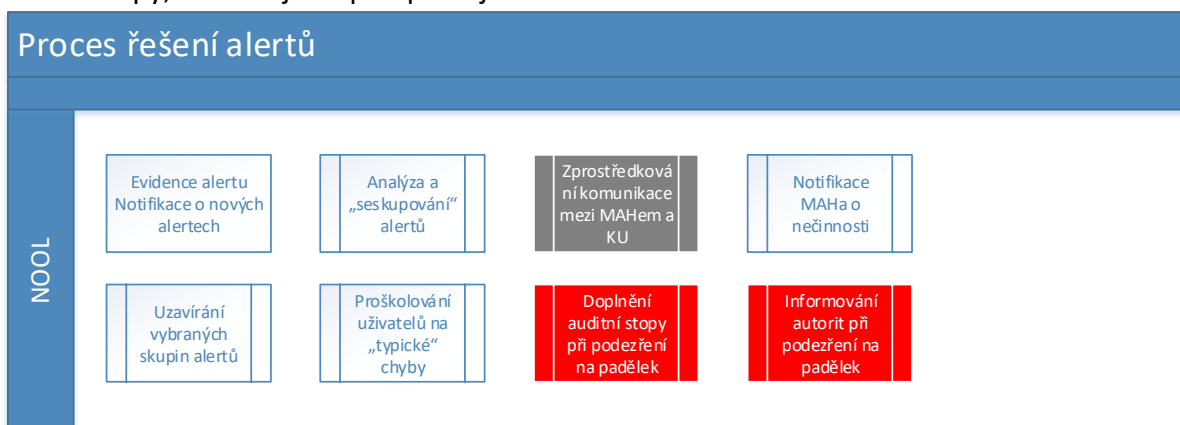 Proces řešení alertů
NOOL
Evidence alertu
Notifikace o nových
alertech
Analýza a
„seskupování“
alertů
Zprostředková
ní komunikace
mezi MAHem a
KU
Notifikace
MAHa o
nečinnosti
Uzavírání
vybraných
skupin alertů
Proškolování
uživatelů na
„typické“
chyby
Doplnění
auditní stopy
při podezření
na padělek
Informování
autorit při
podezření na
padělek